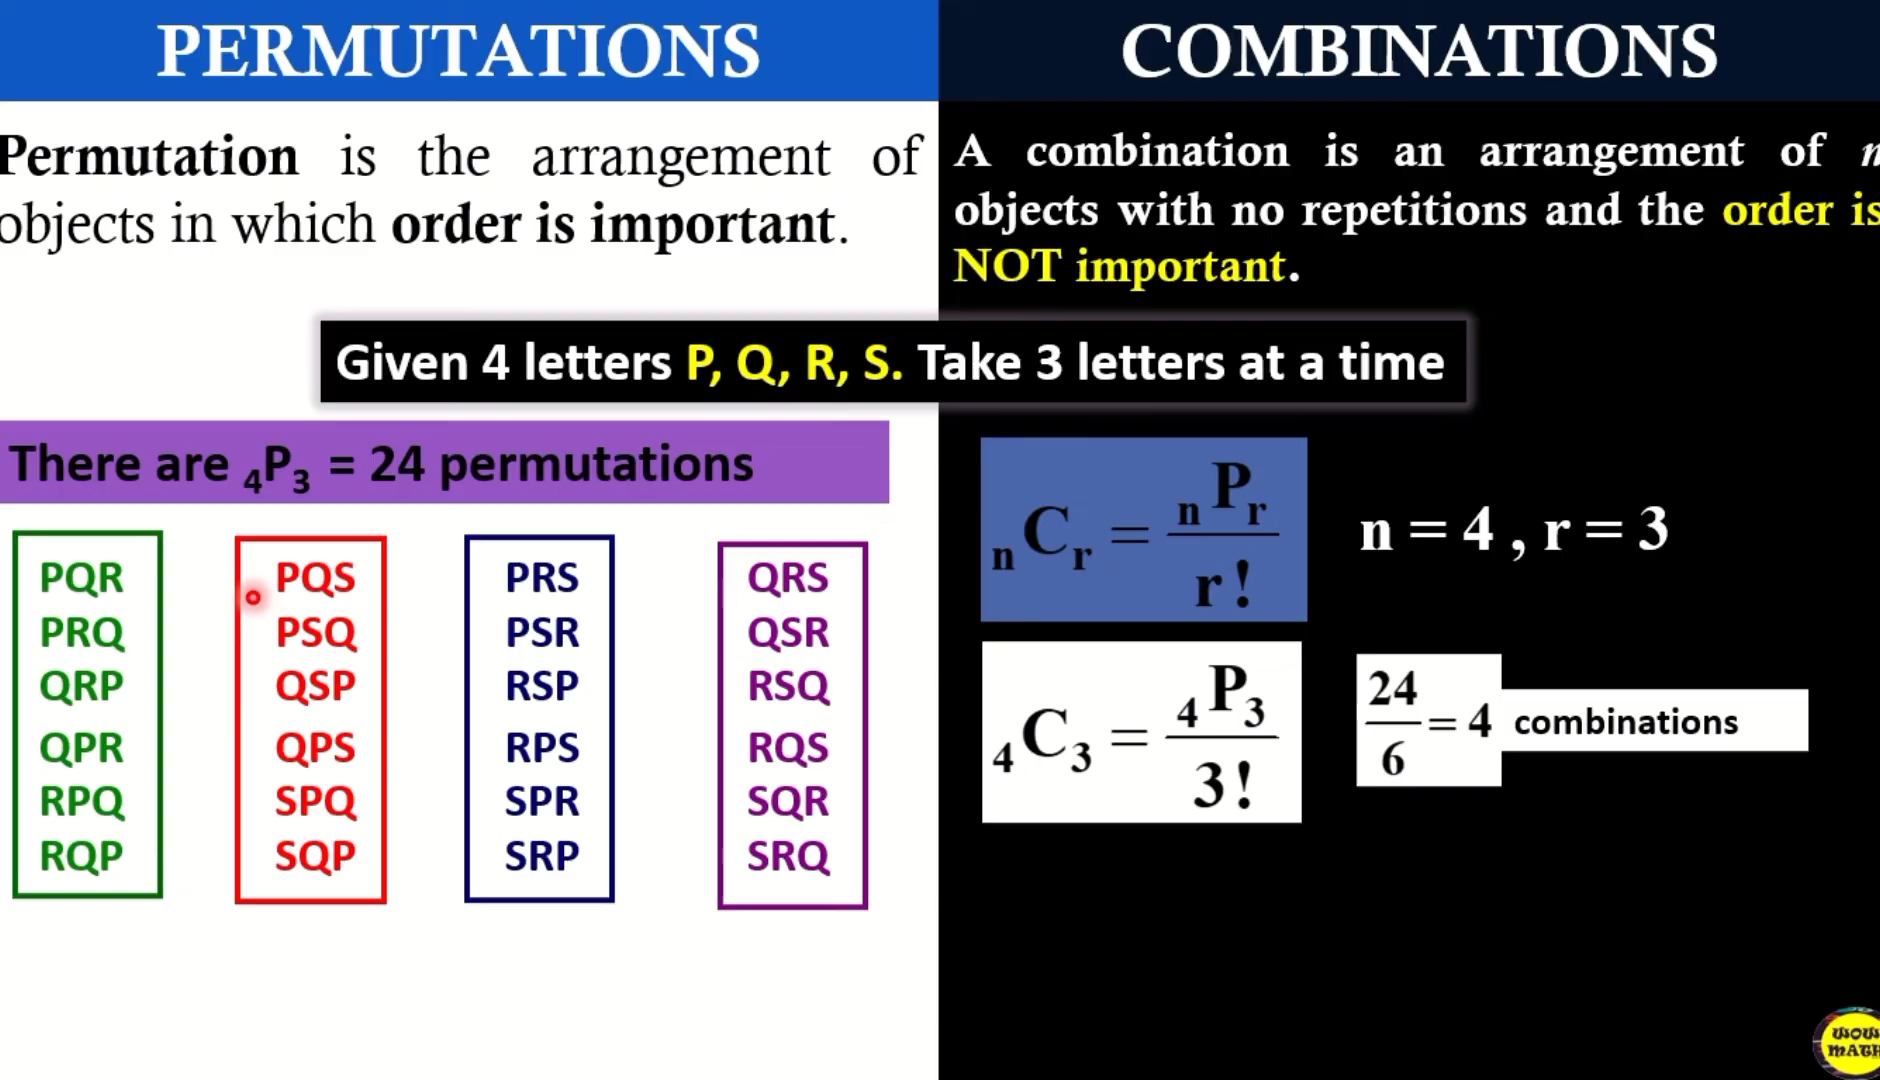 PERMUTATIONS
Permutation is the arrangement of
objects in which order is important.
COMBINATIONS
A combination is an arrangement of n
objects with no repetitions and the order is
NOT important.
Given 4 letters P, Q, R, S. Take 3 letters at a time
There are ₄P₃ = 24 permutations
PQR
PRQ
QRP
QPR
RPQ
RQP
PQS
PSQ
QSP
QPS
SPQ
SQP
PRS
PSR
RSP
RPS
SPR
SRP
QRS
QSR
RSQ
RQS
SQR
SRQ
nCr = nPr / r!
n = 4 , r = 3
₄C₃ = ₄P₃ / 3!
24 / 6 = 4 combinations
WOW
MATH